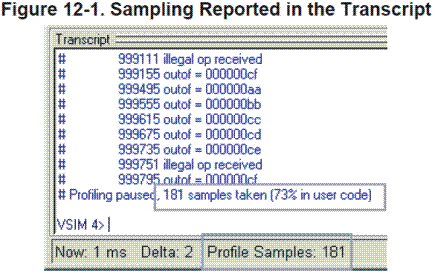 Figure 12-1. Sampling Reported in the Transcript
Transcript
# 999111 illegal op received
# 999155 outof = 000000cf
# 999495 outof = 000000aa
# 999555 outof = 000000bb
# 999615 outof = 000000cc
# 999675 outof = 000000cd
# 999735 outof = 000000ce
# 999751 illegal op received
# 999795 outof = 000000cf
# Profiling paused, 181 samples taken (73% in user code)
VSIM 4>
Now: 1 ms Delta: 2 Profile Samples: 181